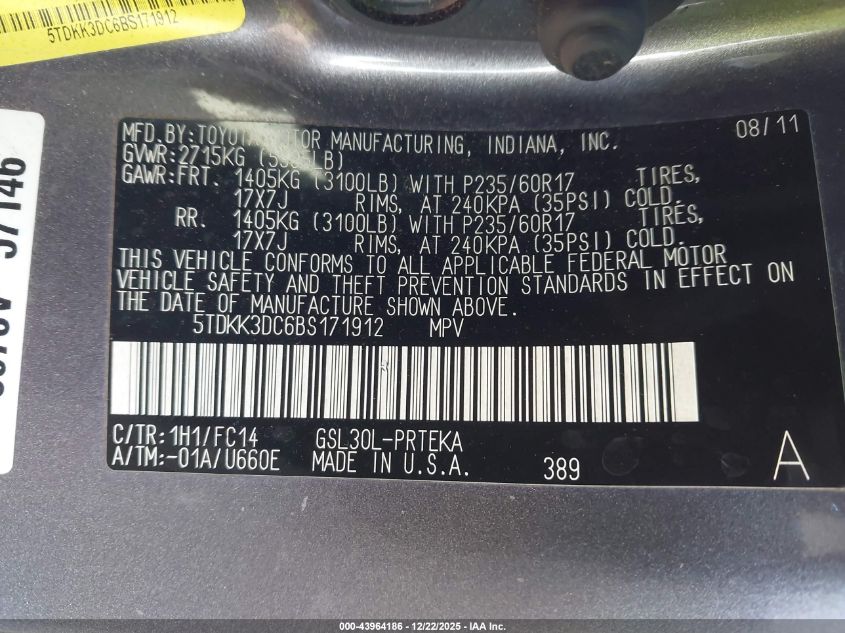 5TDKK3DC6BS171912
57146
MFD. BY: TOYOTA MOTOR MANUFACTURING, INDIANA, INC. 08/11
GVWR: 2715KG (5985LB)
GAWR: FRT. 1405KG (3100LB) WITH P235/60R17 TIRES,
17X7J RIMS, AT 240KPA (35PSI) COLD.
RR. 1405KG (3100LB) WITH P235/60R17 TIRES,
17X7J RIMS, AT 240KPA (35PSI) COLD.
THIS VEHICLE CONFORMS TO ALL APPLICABLE FEDERAL MOTOR
VEHICLE SAFETY AND THEFT PREVENTION STANDARDS IN EFFECT ON
THE DATE OF MANUFACTURE SHOWN ABOVE.
5TDKK3DC6BS171912 MPV
C/TR: 1H1/FC14 GSL30L-PRTEKA
A/TM:-01A/U660E MADE IN U.S.A. 389 A
000-43964186 - 12/22/2025 - IAA Inc.